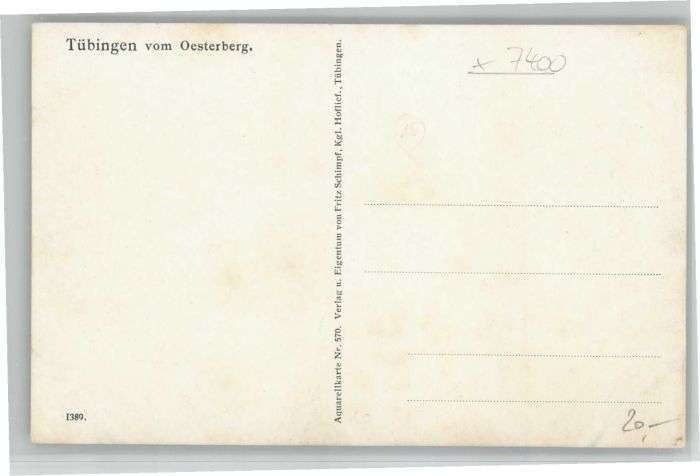 Tübingen vom Oesterberg.
Aquarellkarte Nr. 570. Verlag u. Eigentum von Fritz Schimpf, Kgl. Hoflief., Tübingen.
x 7400
1389.
20,-